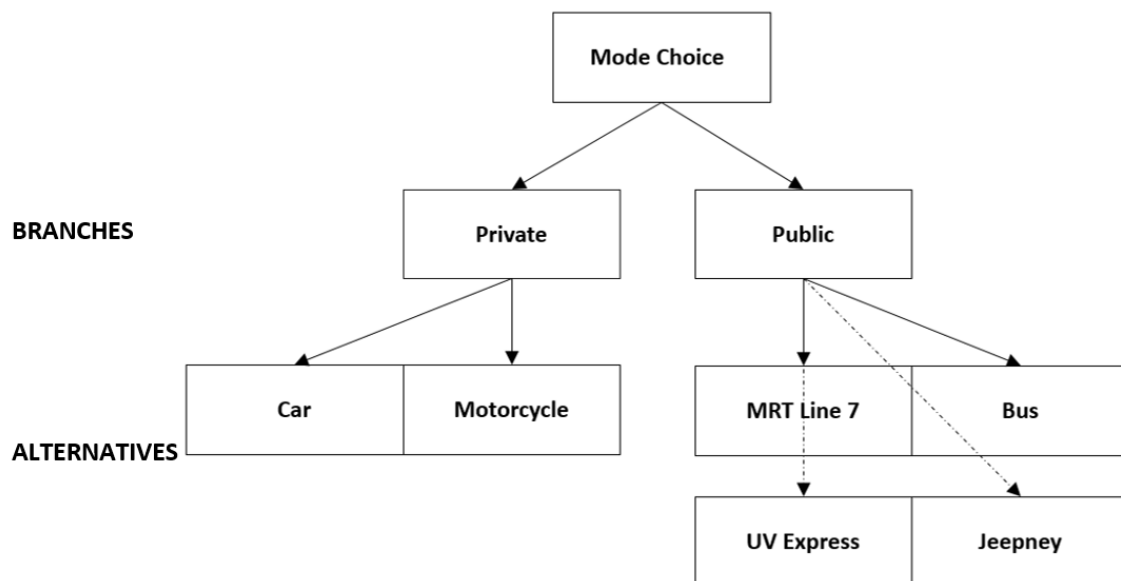 Mode Choice
BRANCHES
Private
Public
Car
Motorcycle
MRT Line 7
Bus
ALTERNATIVES
UV Express
Jeepney